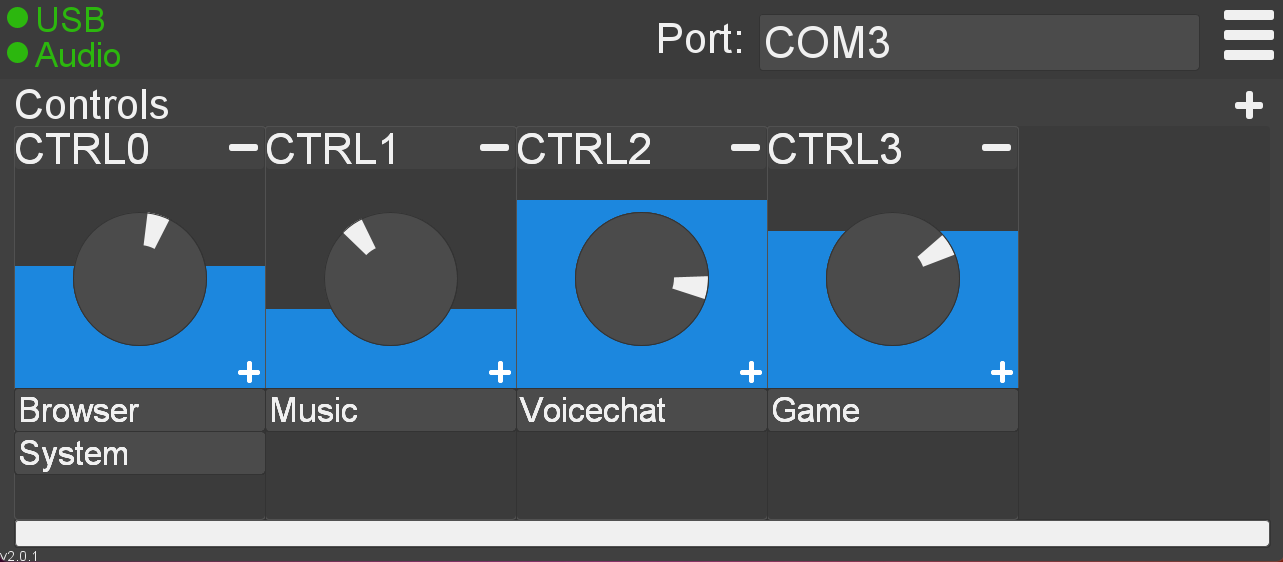 USB
Audio
Port: COM3
Controls
CTRL0 CTRL1 CTRL2 CTRL3
Browser Music Voicechat Game
System
v2.0.1